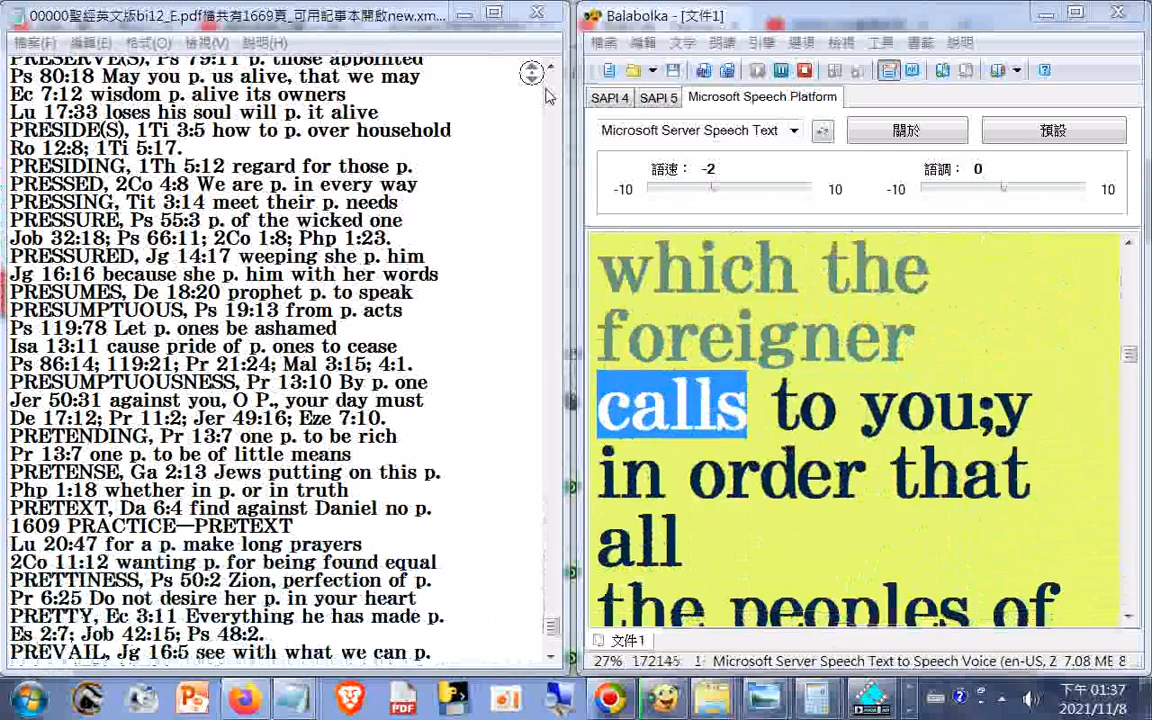 00000聖經英文版bi12_E.pdf檔共有1669頁_可用記事本開啟new.xm...
檔案(F) 編輯(E) 格式(O) 檢視(V) 說明(H)
PRESERVE(S), Ps 79:11 p. those appointed
Ps 80:18 May you p. us alive, that we may
Ec 7:12 wisdom p. alive its owners
Lu 17:33 loses his soul will p. it alive
PRESIDE(S), 1Ti 3:5 how to p. over household
Ro 12:8; 1Ti 5:17.
PRESIDING, 1Th 5:12 regard for those p.
PRESSED, 2Co 4:8 We are p. in every way
PRESSING, Tit 3:14 meet their p. needs
PRESSURE, Ps 55:3 p. of the wicked one
Job 32:18; Ps 66:11; 2Co 1:8; Php 1:23.
PRESSURED, Jg 14:17 weeping she p. him
Jg 16:16 because she p. him with her words
PRESUMES, De 18:20 prophet p. to speak
PRESUMPTUOUS, Ps 19:13 from p. acts
Ps 119:78 Let p. ones be ashamed
Isa 13:11 cause pride of p. ones to cease
Ps 86:14; 119:21; Pr 21:24; Mal 3:15; 4:1.
PRESUMPTUOUSNESS, Pr 13:10 By p. one
Jer 50:31 against you, O P., your day must
De 17:12; Pr 11:2; Jer 49:16; Eze 7:10.
PRETENDING, Pr 13:7 one p. to be rich
Pr 13:7 one p. to be of little means
PRETENSE, Ga 2:13 Jews putting on this p.
Php 1:18 whether in p. or in truth
PRETEXT, Da 6:4 find against Daniel no p.
1609 PRACTICE—PRETEXT
Lu 20:47 for a p. make long prayers
2Co 11:12 wanting p. for being found equal
PRETTINESS, Ps 50:2 Zion, perfection of p.
Pr 6:25 Do not desire her p. in your heart
PRETTY, Ec 3:11 Everything he has made p.
Es 2:7; Job 42:15; Ps 48:2.
PREVAIL, Jg 16:5 see with what we can p.
Balabolka - [文件1]
檔案 編輯 文字 朗讀 引擎 選項 檢視 工具 書籤 說明
SAPI 4 SAPI 5 Microsoft Speech Platform
Microsoft Server Speech Text 關於 預設
語速： -2 語調： 0
-10 10 -10 10
which the
foreigner
calls to you;y
in order that
all
the peoples of
文件1
27% 172145 1- Microsoft Server Speech Text to Speech Voice (en-US, Z 7.08 MB 8
下午 01:37
2021/11/8